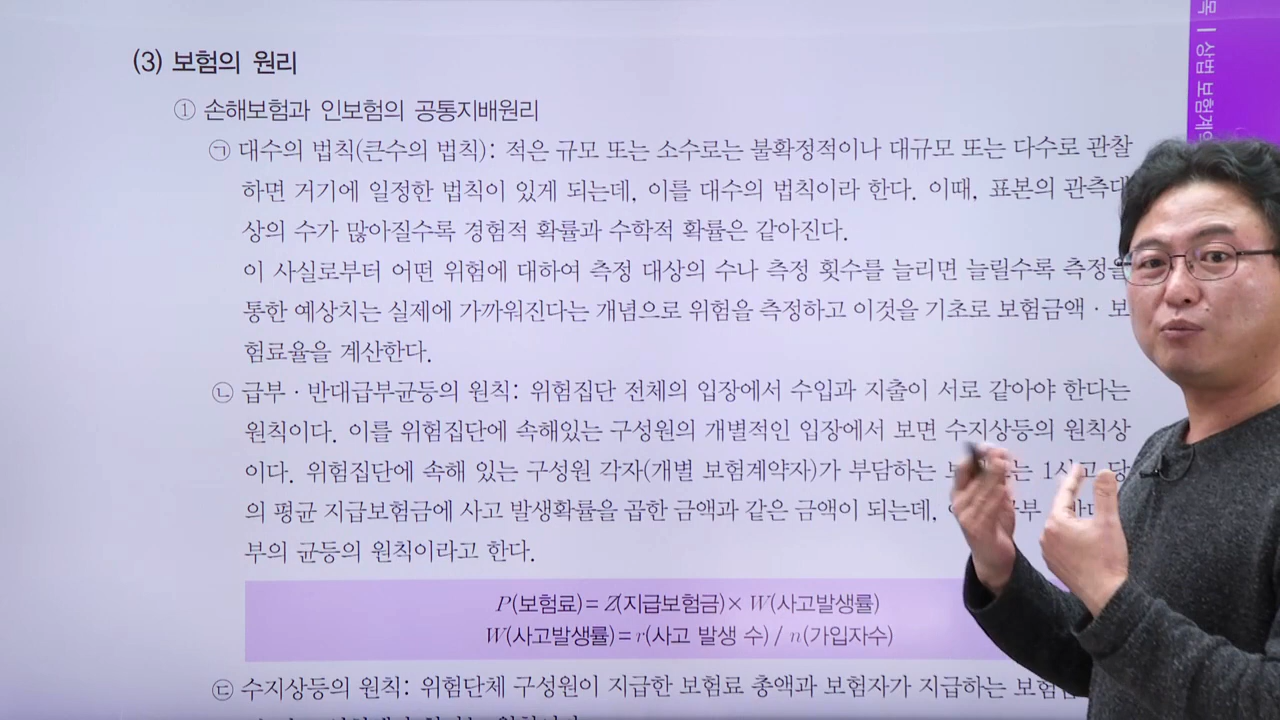 목 | 상법 보험계약
(3) 보험의 원리
① 손해보험과 인보험의 공통지배원리
㉠ 대수의 법칙(큰수의 법칙): 적은 규모 또는 소수로는 불확정적이나 대규모 또는 다수로 관찰
하면 거기에 일정한 법칙이 있게 되는데, 이를 대수의 법칙이라 한다. 이때, 표본의 관측대
상의 수가 많아질수록 경험적 확률과 수학적 확률은 같아진다.
이 사실로부터 어떤 위험에 대하여 측정 대상의 수나 측정 횟수를 늘리면 늘릴수록 측정을
통한 예상치는 실제에 가까워진다는 개념으로 위험을 측정하고 이것을 기초로 보험금액·보
험료율을 계산한다.
㉡ 급부·반대급부균등의 원칙: 위험집단 전체의 입장에서 수입과 지출이 서로 같아야 한다는
원칙이다. 이를 위험집단에 속해있는 구성원의 개별적인 입장에서 보면 수지상등의 원칙상
이다. 위험집단에 속해 있는 구성원 각자(개별 보험계약자)가 부담하는 는 1사고 당
의 평균 지급보험금에 사고 발생확률을 곱한 금액과 같은 금액이 되는데,
부의 균등의 원칙이라고 한다.
P(보험료)=Z(지급보험금)×W(사고발생률)
W(사고발생률)=r(사고 발생 수)/n(가입자수)
㉢ 수지상등의 원칙: 위험단체 구성원이 지급한 보험료 총액과 보험자가 지급하는